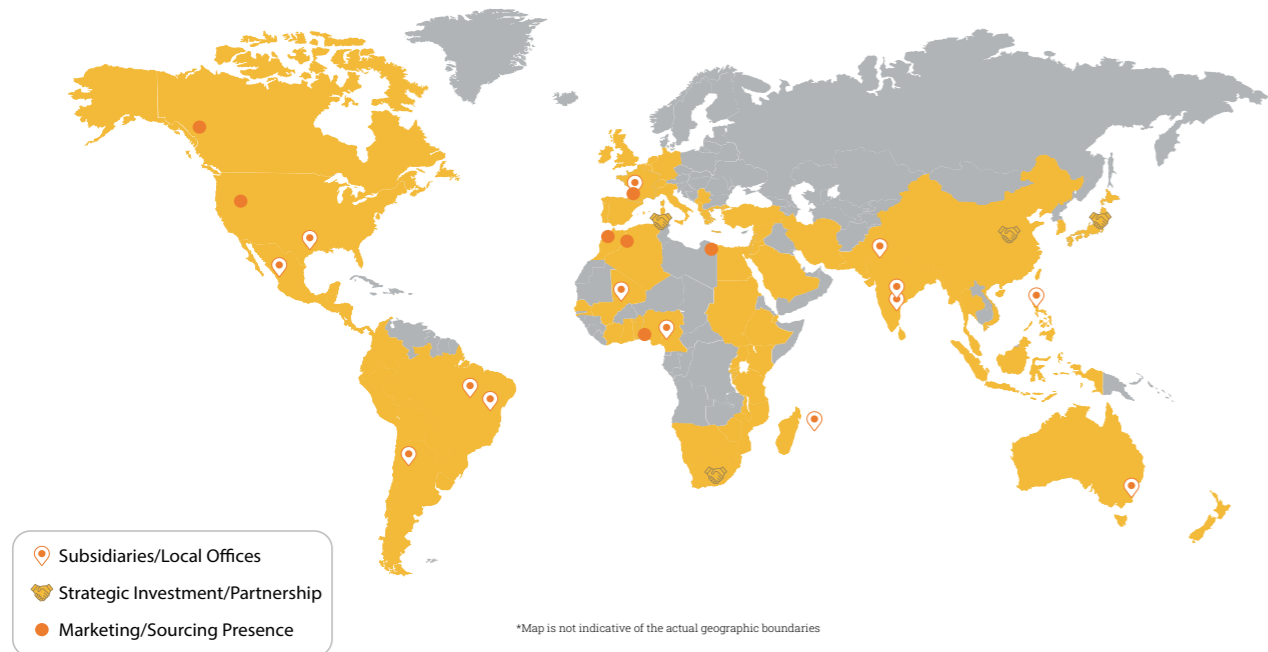 Subsidiaries/Local Offices
Strategic Investment/Partnership
Marketing/Sourcing Presence
*Map is not indicative of the actual geographic boundaries